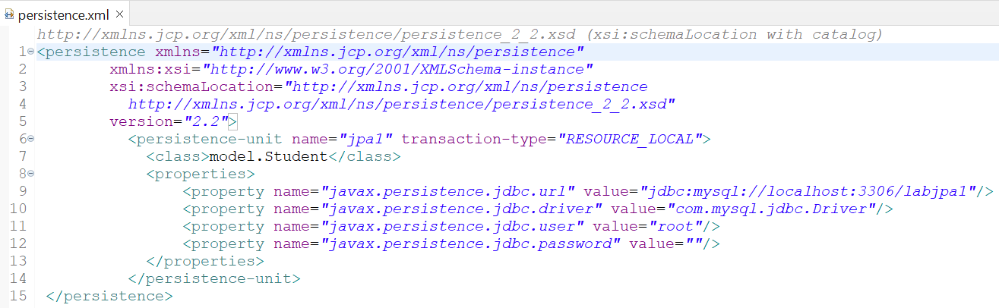 persistence.xml
http://xmlns.jcp.org/xml/ns/persistence/persistence_2_2.xsd (xsi:schemaLocation with catalog)
1 <persistence xmlns="http://xmlns.jcp.org/xml/ns/persistence"
2 xmlns:xsi="http://www.w3.org/2001/XMLSchema-instance"
3 xsi:schemaLocation="http://xmlns.jcp.org/xml/ns/persistence
4 http://xmlns.jcp.org/xml/ns/persistence/persistence_2_2.xsd"
5 version="2.2">
6 <persistence-unit name="jpa1" transaction-type="RESOURCE_LOCAL">
7 <class>model.Student</class>
8 <properties>
9 <property name="javax.persistence.jdbc.url" value="jdbc:mysql://localhost:3306/labjpa1"/>
10 <property name="javax.persistence.jdbc.driver" value="com.mysql.jdbc.Driver"/>
11 <property name="javax.persistence.jdbc.user" value="root"/>
12 <property name="javax.persistence.jdbc.password" value=""/>
13 </properties>
14 </persistence-unit>
15 </persistence>